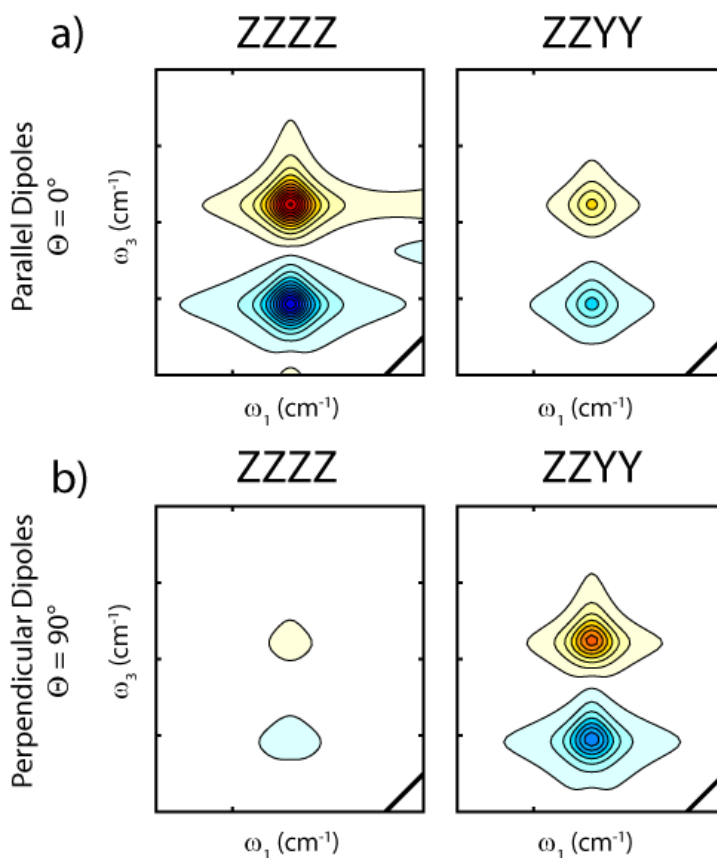 a)
ZZZZ
ZZYY
Parallel Dipoles
Θ = 0°
ω₃ (cm⁻¹)
ω₁ (cm⁻¹)
ω₁ (cm⁻¹)
b)
ZZZZ
ZZYY
Perpendicular Dipoles
Θ = 90°
ω₃ (cm⁻¹)
ω₁ (cm⁻¹)
ω₁ (cm⁻¹)